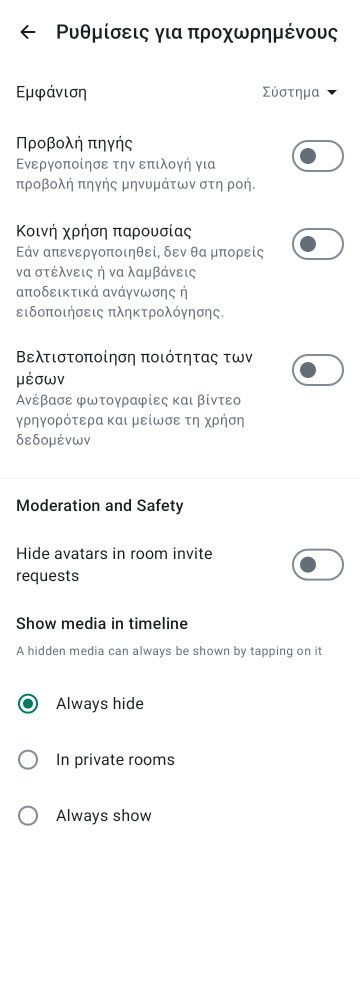 Ρυθμίσεις για προχωρημένους
Εμφάνιση
Σύστημα
Προβολή πηγής
Ενεργοποίησε την επιλογή για
προβολή πηγής μηνυμάτων στη ροή.
Κοινή χρήση παρουσίας
Εάν απενεργοποιηθεί, δεν θα μπορείς
να στέλνεις ή να λαμβάνεις
αποδεικτικά ανάγνωσης ή
ειδοποιήσεις πληκτρολόγησης.
Βελτιστοποίηση ποιότητας των
μέσων
Ανέβασε φωτογραφίες και βίντεο
γρηγορότερα και μείωσε τη χρήση
δεδομένων
Moderation and Safety
Hide avatars in room invite
requests
Show media in timeline
A hidden media can always be shown by tapping on it
Always hide
In private rooms
Always show